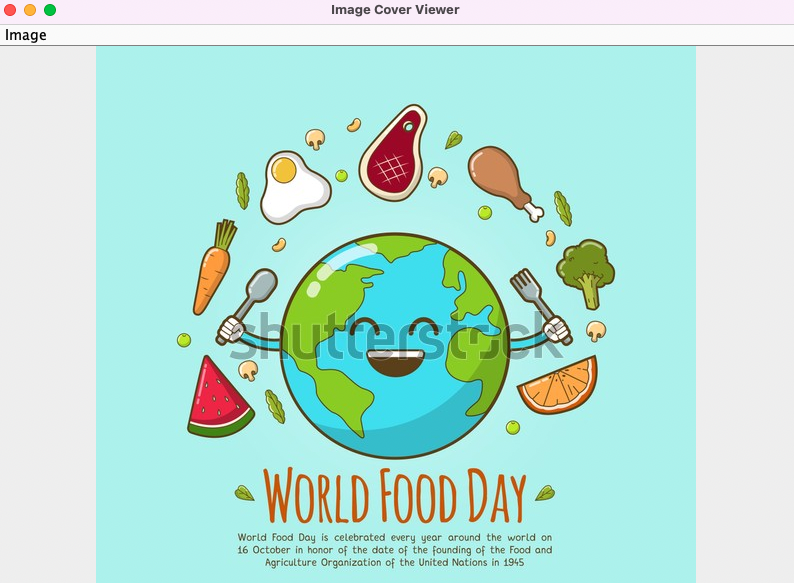 Image Cover Viewer
Image
shutterstock
WORLD FOOD DAY
World Food Day is celebrated every year around the world on
16 October in honor of the date of the founding of the Food and
Agriculture Organization of the United Nations in 1945